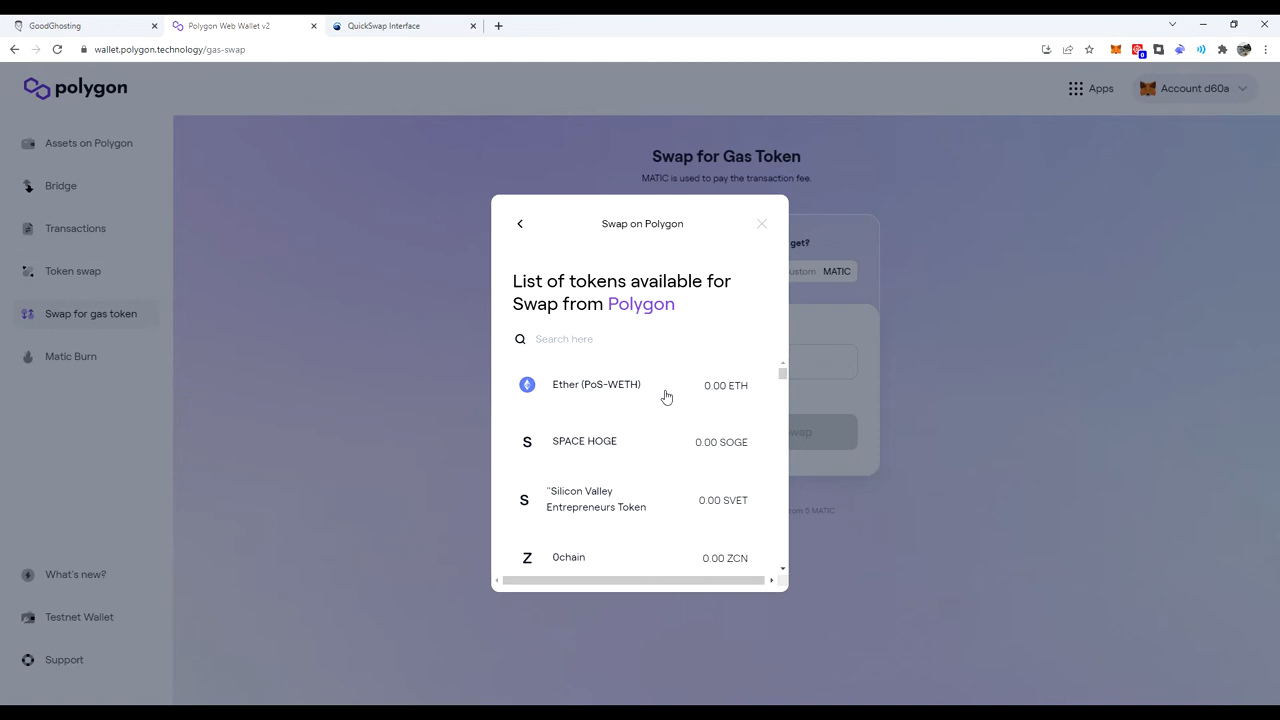 GoodGhosting
Polygon Web Wallet v2
QuickSwap Interface
wallet.polygon.technology/gas-swap
0
polygon
Apps
Account d60a
Assets on Polygon
Bridge
Transactions
Token swap
Swap for gas token
Matic Burn
What's new?
Testnet Wallet
Support
Swap for Gas Token
MATIC is used to pay the transaction fee.
get?
ustom MATIC
wap
from 0 MATIC
Swap on Polygon
List of tokens available for
Swap from Polygon
Search here
Ether (PoS-WETH) 0.00 ETH
S SPACE HOGE 0.00 SOGE
S "Silicon Valley
Entrepreneurs Token 0.00 SVET
Z 0chain 0.00 ZCN